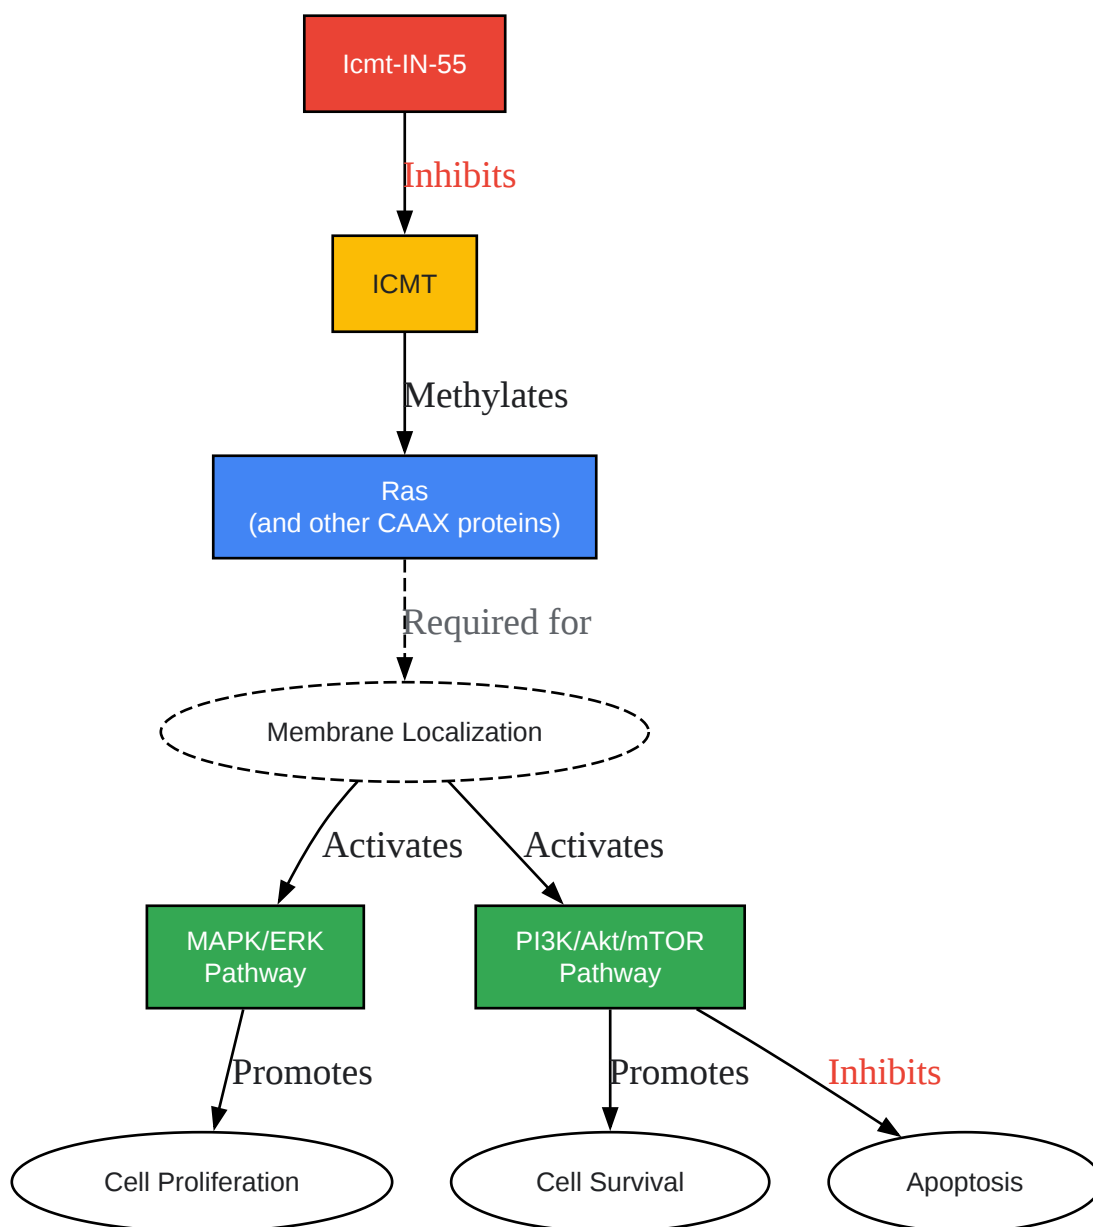 Icmt-IN-55
Inhibits
ICMT
Methylates
Ras
(and other CAAX proteins)
Required for
Membrane Localization
Activates
Activates
MAPK/ERK
Pathway
PI3K/Akt/mTOR
Pathway
Promotes
Promotes
Inhibits
Cell Proliferation
Cell Survival
Apoptosis